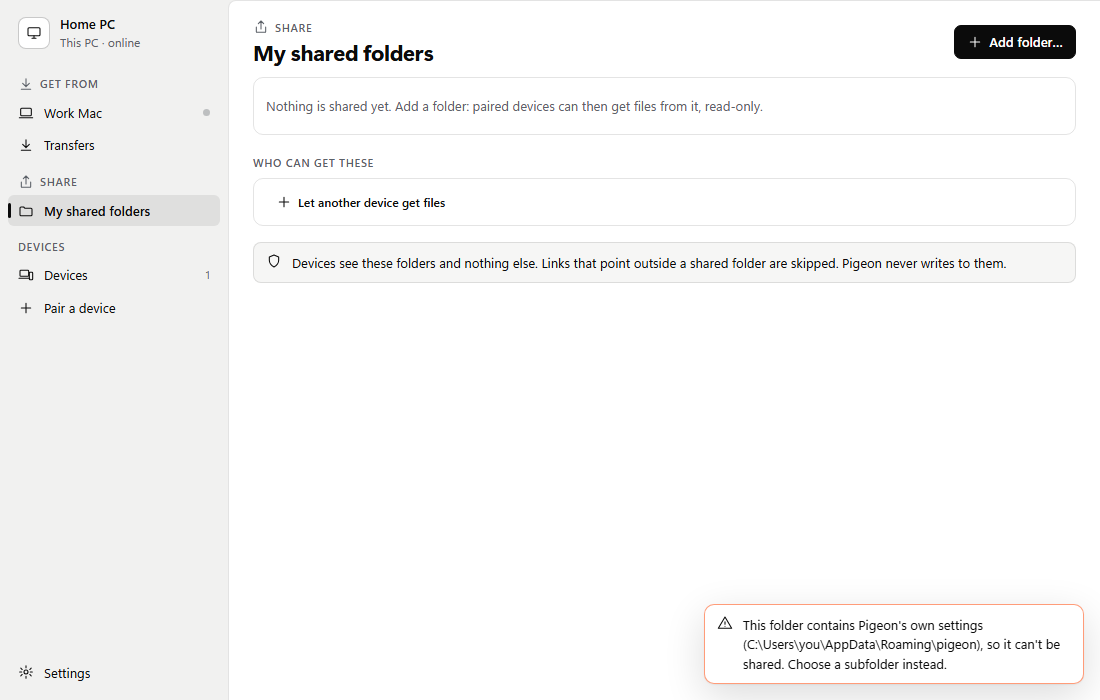 Home PC
This PC · online
GET FROM
Work Mac
Transfers
SHARE
My shared folders
DEVICES
Devices 1
Pair a device
Settings
SHARE
My shared folders
Add folder...
Nothing is shared yet. Add a folder: paired devices can then get files from it, read-only.
WHO CAN GET THESE
Let another device get files
Devices see these folders and nothing else. Links that point outside a shared folder are skipped. Pigeon never writes to them.
This folder contains Pigeon's own settings
(C:\Users\you\AppData\Roaming\pigeon), so it can't be
shared. Choose a subfolder instead.